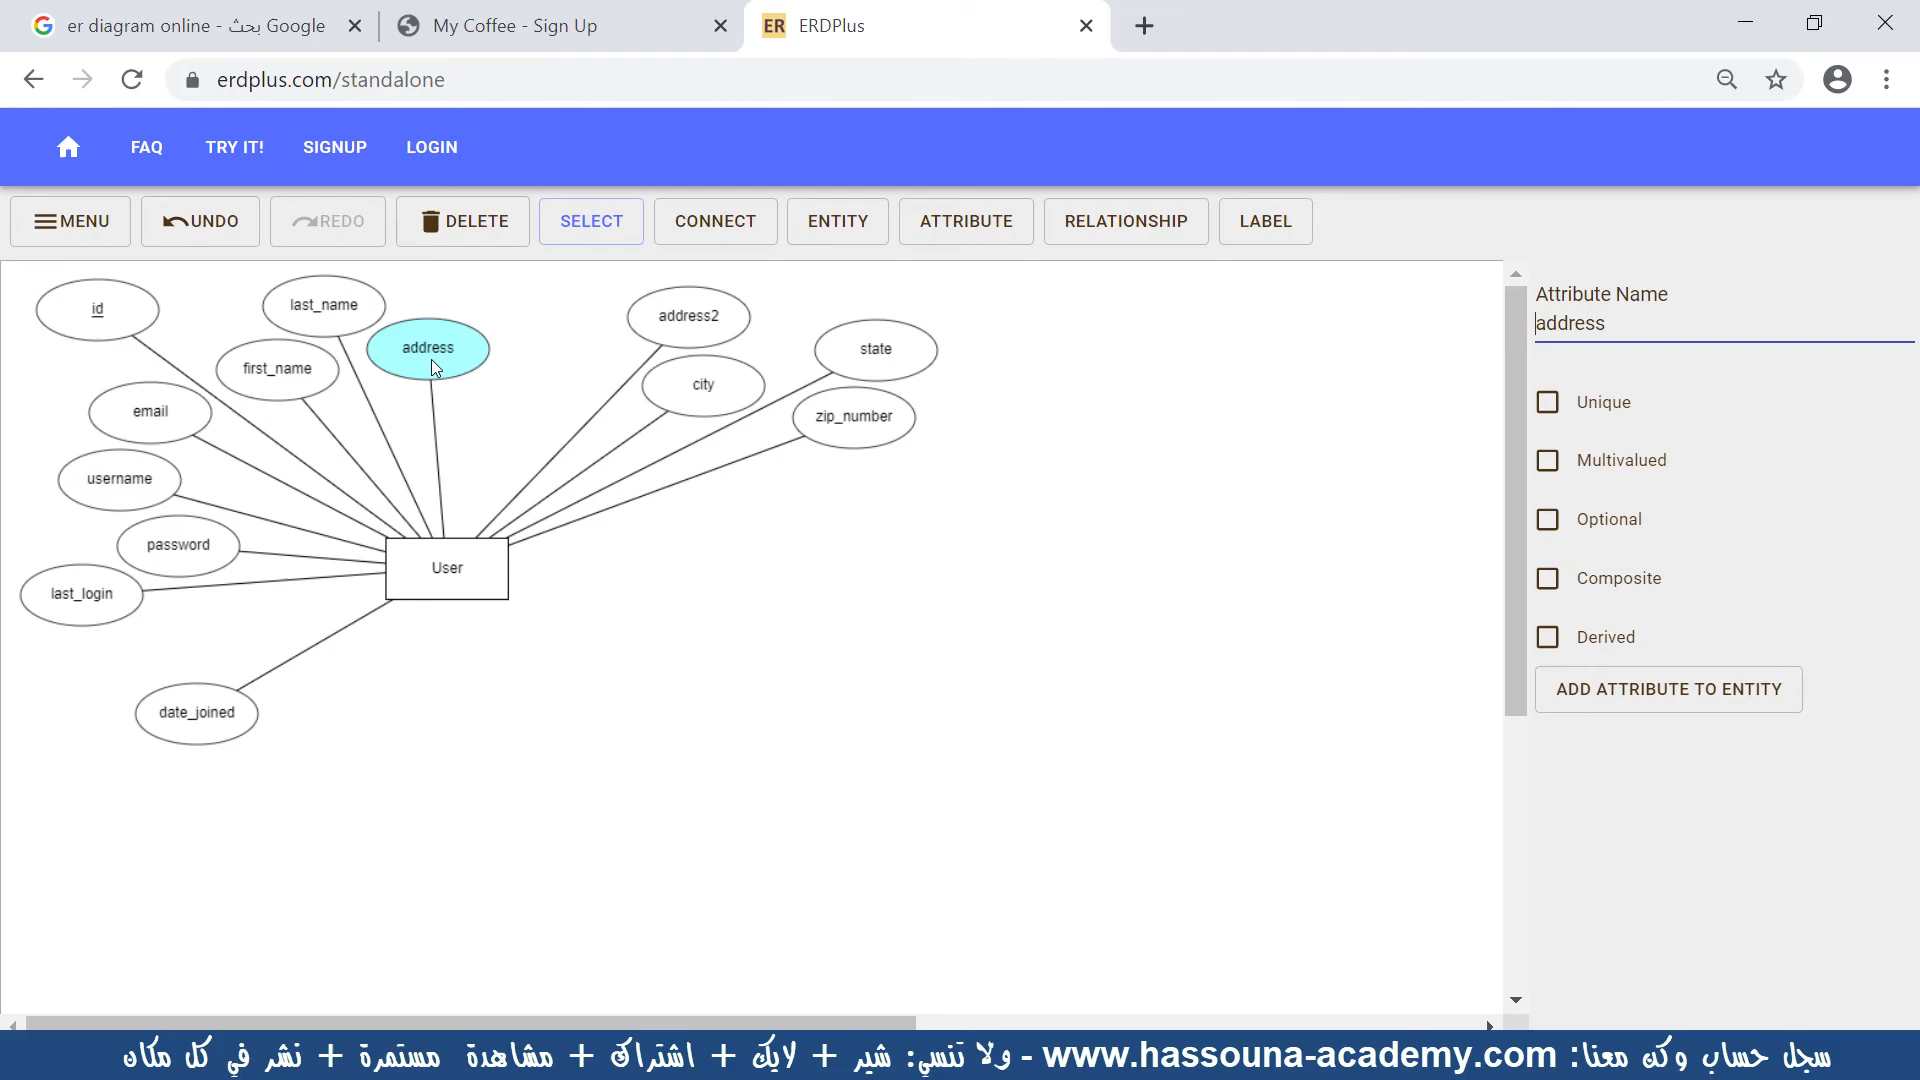 er diagram online - بحث Google
My Coffee - Sign Up
ER ERDPlus
erdplus.com/standalone
FAQ
TRY IT!
SIGNUP
LOGIN
MENU
UNDO
REDO
DELETE
SELECT
CONNECT
ENTITY
ATTRIBUTE
RELATIONSHIP
LABEL
id
last_name
address
first_name
email
username
password
last_login
date_joined
User
address2
city
state
zip_number
Attribute Name
address
Unique
Multivalued
Optional
Composite
Derived
ADD ATTRIBUTE TO ENTITY
سجل حساب وكن معنا: www.hassouna-academy.com - ولا تنسى: شير + لايك + اشتراك + مشاهدة مستمرة + نشر في كل مكان